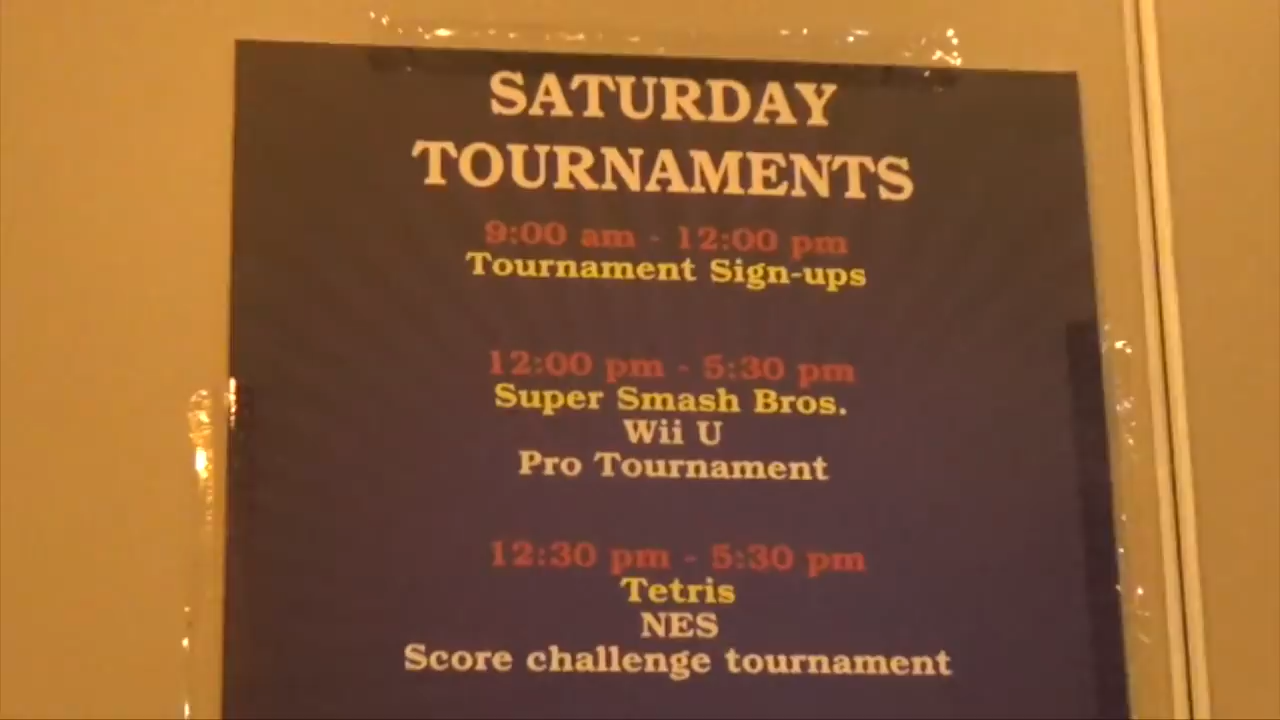 SATURDAY
TOURNAMENTS
9:00 am - 12:00 pm
Tournament Sign-ups
12:00 pm - 5:30 pm
Super Smash Bros.
Wii U
Pro Tournament
12:30 pm - 5:30 pm
Tetris
NES
Score challenge tournament